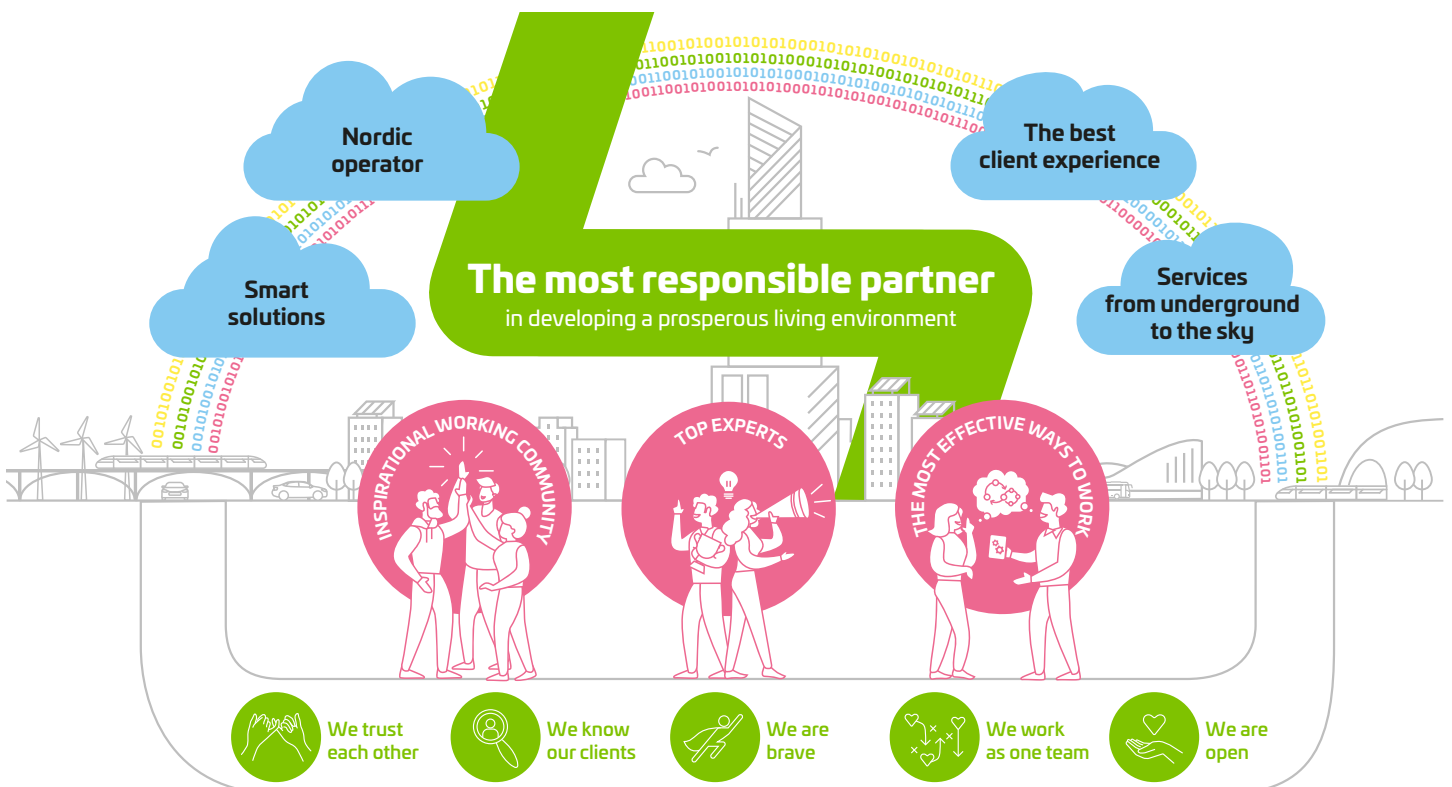 Nordic
operator
Smart
solutions
The best
client experience
Services
from underground
to the sky
The most responsible partner
in developing a prosperous living environment
INSPIRATIONAL WORKING COMMUNITY
TOP EXPERTS
THE MOST EFFECTIVE WAYS TO WORK
We trust
each other
We know
our clients
We are
brave
We work
as one team
We are
open